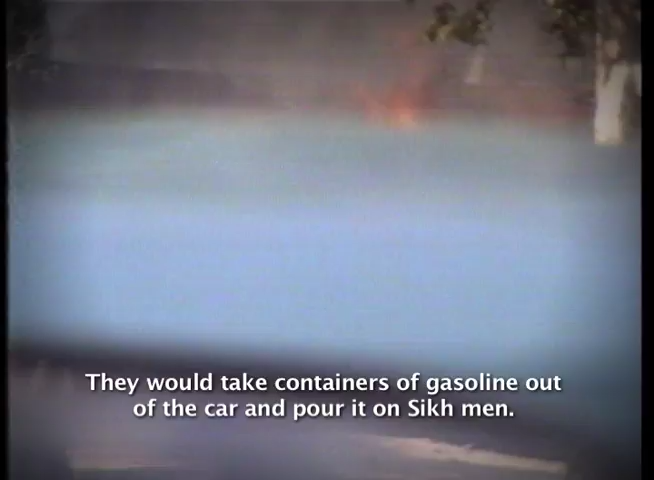 They would take containers of gasoline out
of the car and pour it on Sikh men.